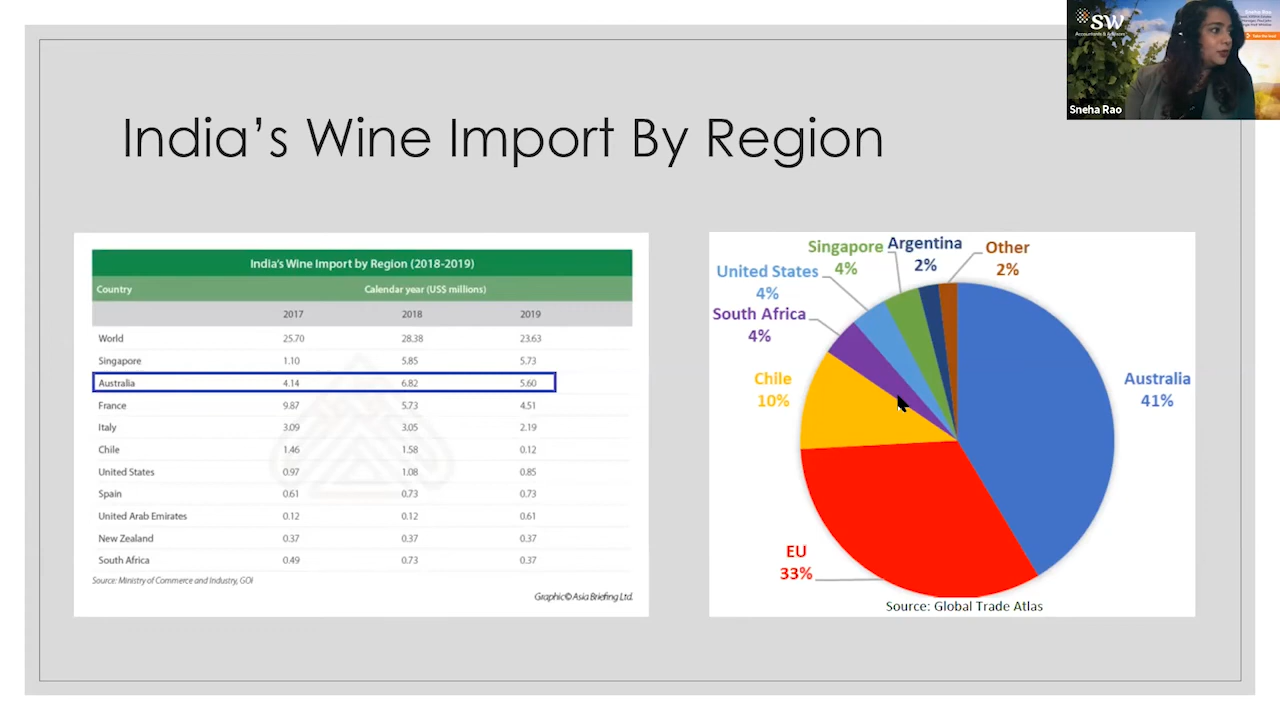 India's Wine Import By Region
SW
Accountants & Advisors
Sneha Rao
Take the lead
Sneha Rao
India's Wine Import by Region (2018-2019)
Country Calendar year (US$ millions)
2017 2018 2019
World 25.70 28.38 23.63
Singapore 1.10 5.85 5.73
Australia 4.14 6.82 5.60
France 9.87 5.73 4.51
Italy 3.09 3.05 2.19
Chile 1.46 1.58 0.12
United States 0.97 1.08 0.85
Spain 0.61 0.73 0.73
United Arab Emirates 0.12 0.12 0.61
New Zealand 0.37 0.37 0.37
South Africa 0.49 0.73 0.37
Source: Ministry of Commerce and Industry, GOI
Graphic© Asia Briefing Ltd.
Singapore
4%
Argentina
2%
Other
2%
United States
4%
South Africa
4%
Chile
10%
Australia
41%
EU
33%
Source: Global Trade Atlas